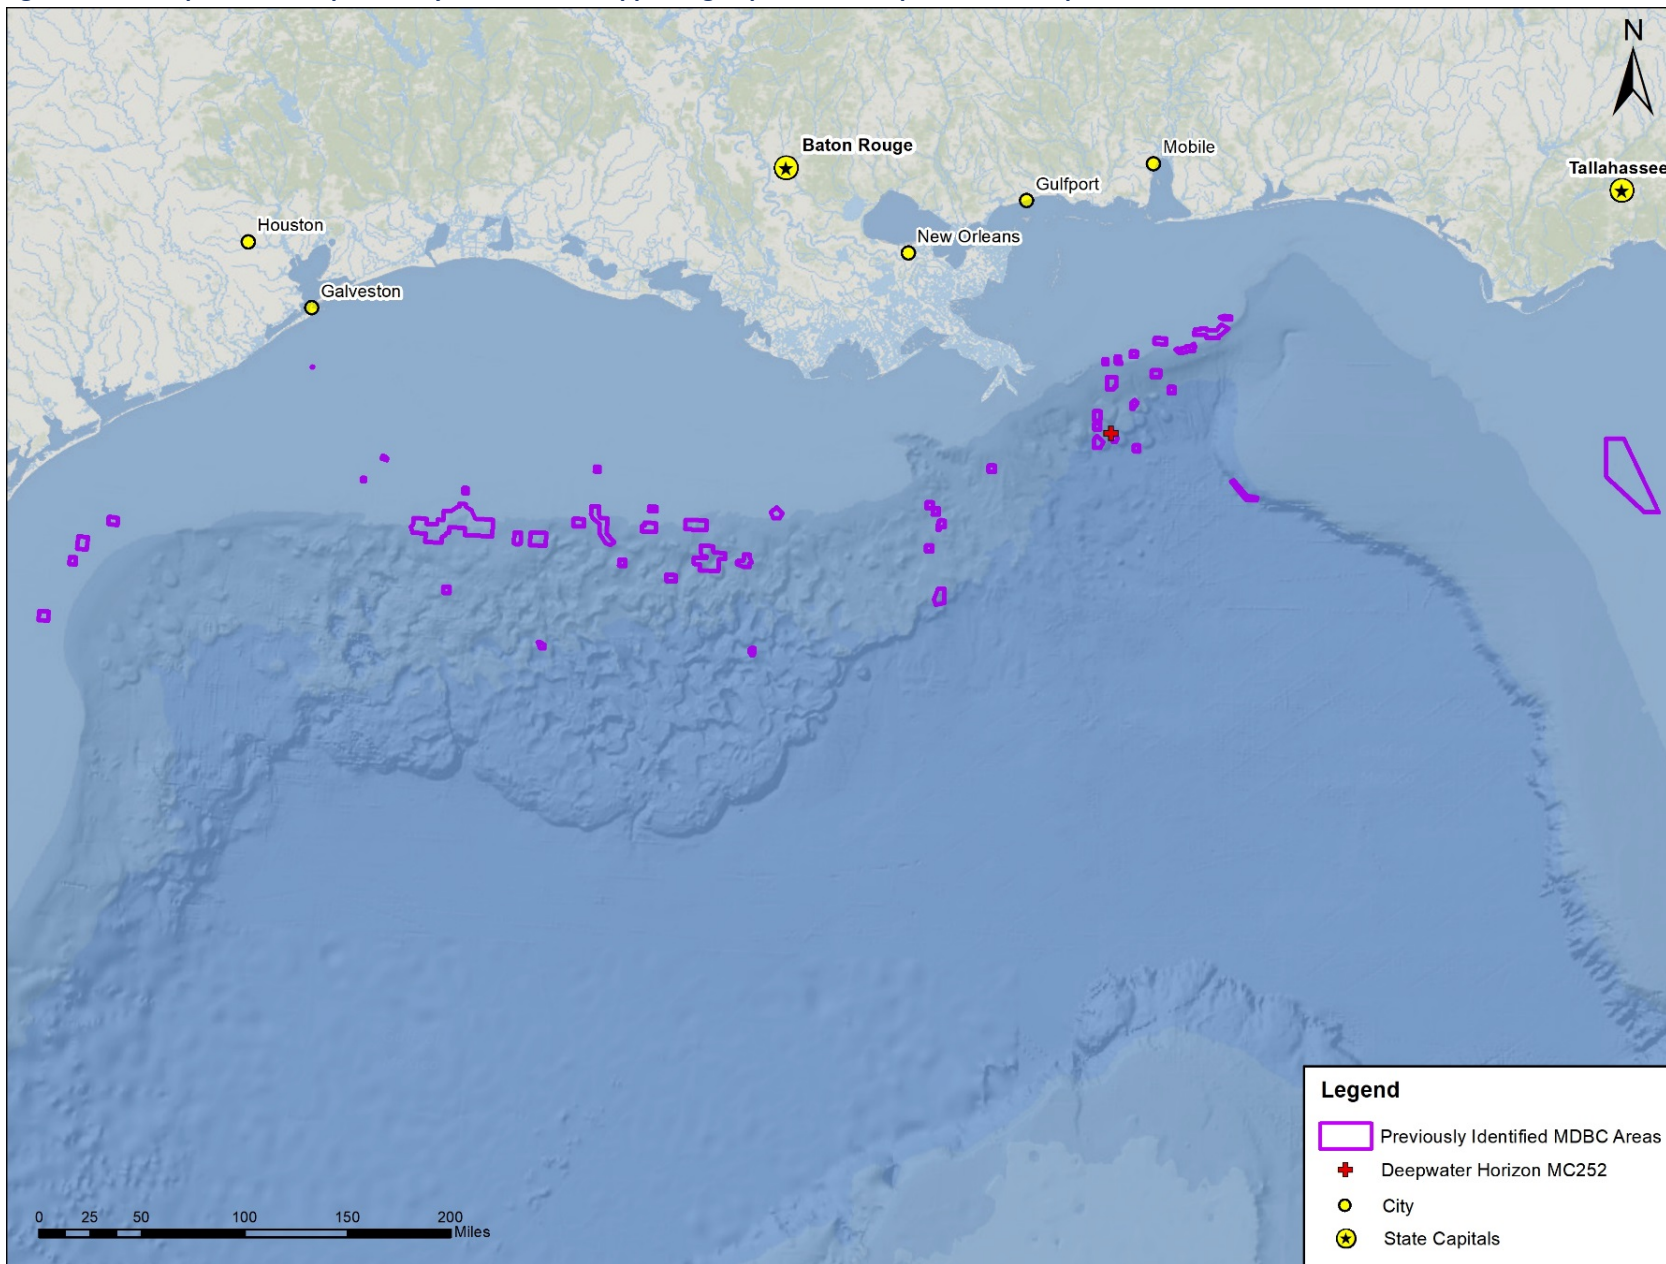 N
Baton Rouge
Mobile
Tallahassee
Gulfport
Houston
New Orleans
Galveston
Legend
Previously Identified MDBC Areas
Deepwater Horizon MC252
City
State Capitals
0 25 50 100 150 200
Miles